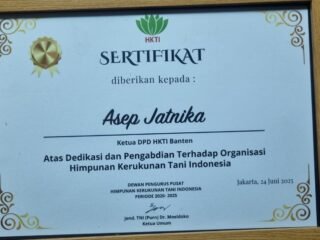 HKTI
SERTIFIKAT
diberikan kepada :
Asep Jatnika
Ketua DPD HKTI Banten
Atas Dedikasi dan Pengabdian Terhadap Organisasi
Himpunan Kerukunan Tani Indonesia
DEWAN PENGURUS PUSAT
HIMPUNAN KERUKUNAN TANI INDONESIA
PERIODE 2020- 2025
Jakarta, 24 Juni 2025
Jend. TNI (Purn) Dr. Moeldoko
Ketua Umum